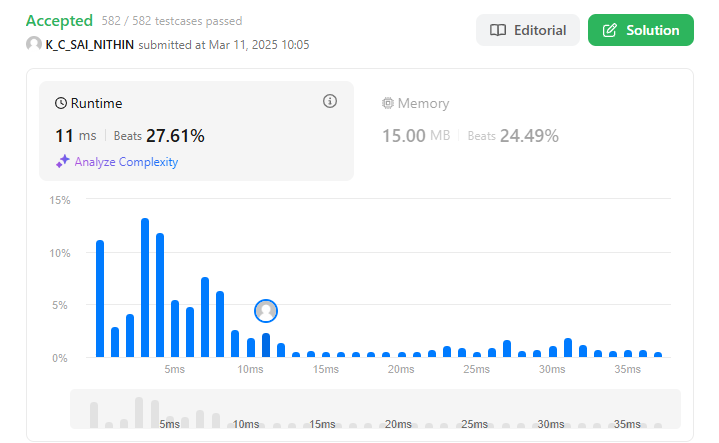 Accepted 582 / 582 testcases passed
K_C_SAI_NITHIN submitted at Mar 11, 2025 10:05
Editorial
Solution
Runtime
11 ms Beats 27.61%
Analyze Complexity
Memory
15.00 MB Beats 24.49%
15%
10%
5%
0%
5ms 10ms 15ms 20ms 25ms 30ms 35ms
5ms 10ms 15ms 20ms 25ms 30ms 35ms